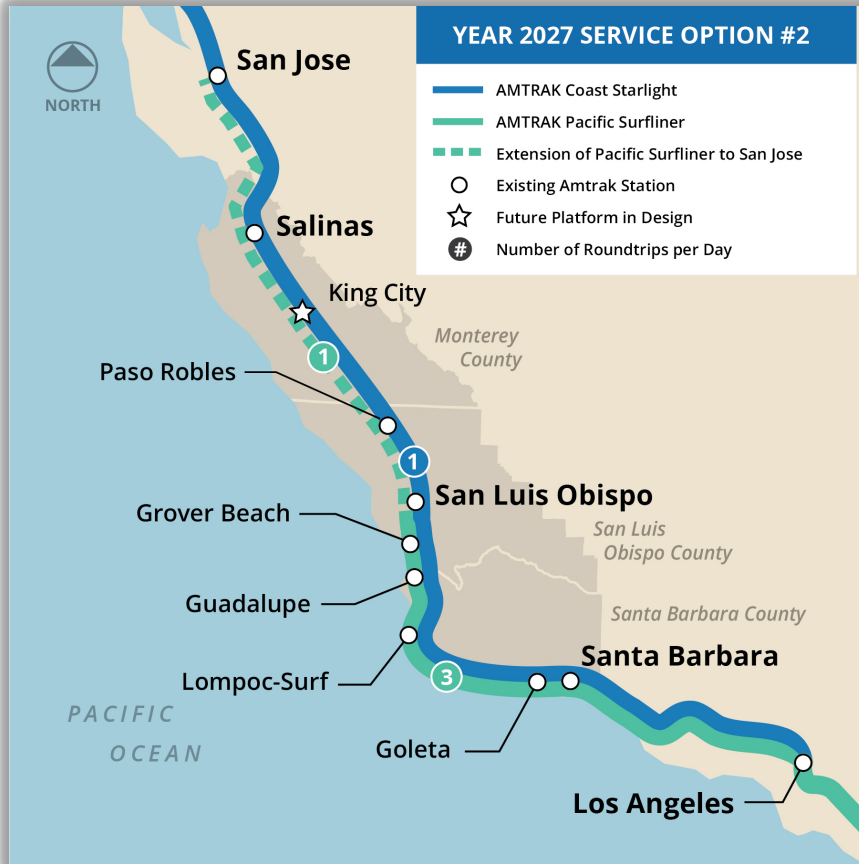 YEAR 2027 SERVICE OPTION #2
AMTRAK Coast Starlight
AMTRAK Pacific Surfliner
Extension of Pacific Surfliner to San Jose
Existing Amtrak Station
Future Platform in Design
# Number of Roundtrips per Day
NORTH
San Jose
Salinas
King City
Monterey
County
1
Paso Robles
1
San Luis Obispo
Grover Beach
San Luis
Obispo County
Guadalupe
Santa Barbara County
Santa Barbara
Lompoc-Surf
3
PACIFIC
OCEAN
Goleta
Los Angeles